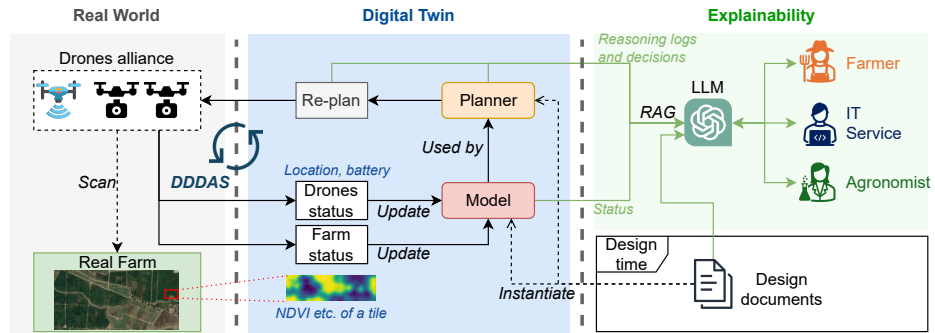 Real World
Digital Twin
Explainability
Drones alliance
Reasoning logs
and decisions
Re-plan
Planner
LLM
RAG
Farmer
IT
Service
Agronomist
Used by
Scan
DDDAS
Location, battery
Drones
status
Update
Model
Status
Farm
status
Update
Real Farm
NDVI etc. of a tile
Instantiate
Design
time
Design
documents